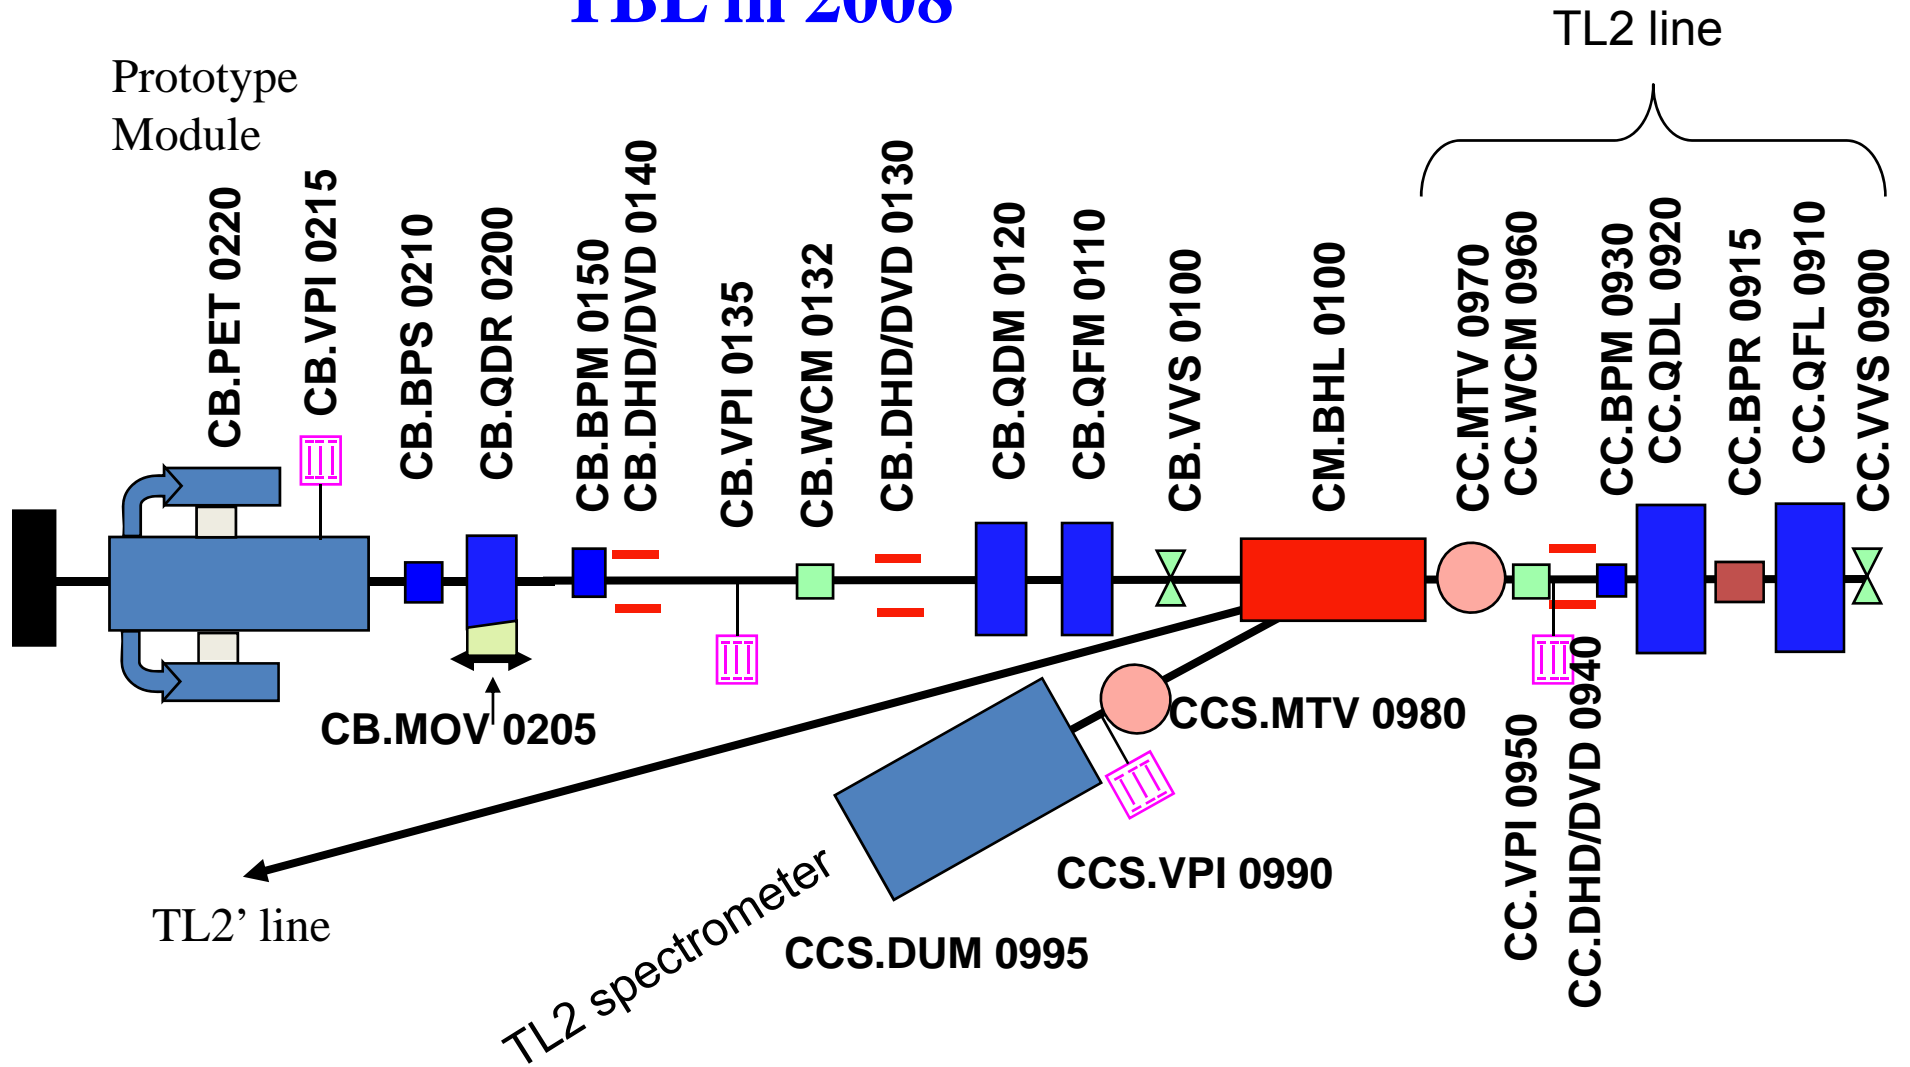 TBL in 2008
TL2 line
Prototype
Module
CB.PET 0220
CB.VPI 0215
CB.BPS 0210
CB.QDR 0200
CB.BPM 0150
CB.DHD/DVD 0140
CB.VPI 0135
CB.WCM 0132
CB.DHD/DVD 0130
CB.QDM 0120
CB.QFM 0110
CB.VVS 0100
CM.BHL 0100
CC.MTV 0970
CC.WCM 0960
CC.BPM 0930
CC.QDL 0920
CC.BPR 0915
CC.QFL 0910
CC.VVS 0900
CB.MOV 0205
CCS.MTV 0980
CC.VPI 0950
CC.DHD/DVD 0940
CCS.VPI 0990
TL2’ line
TL2 spectrometer
CCS.DUM 0995